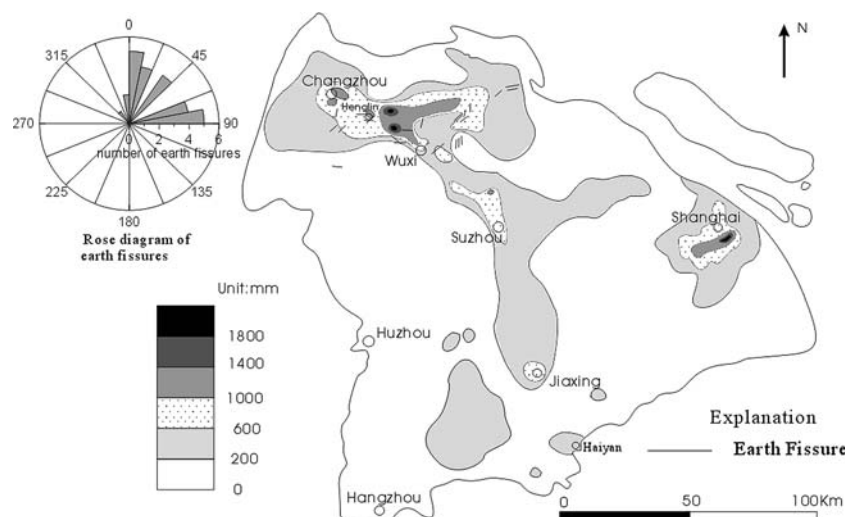 0
315
45
270
90
0 2 4 6
number of earth fissures
225
135
180
Rose diagram of
earth fissures
N
Changzhou
Henglin
Wuxi
Suzhou
Shanghai
Huzhou
Jiaxing
Haiyan
Hangzhou
Unit:mm
1800
1400
1000
600
200
0
Explanation
Earth Fissure
0 50 100Km